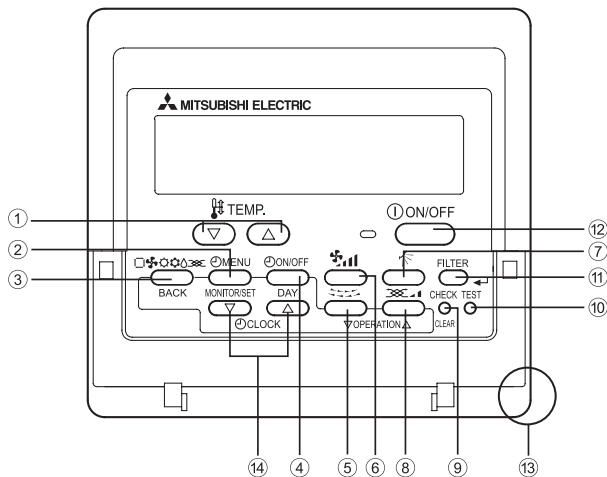 MITSUBISHI ELECTRIC
TEMP.
ON/OFF
① ② ③
⑫ ⑦ ⑪ ⑩
MENU ON/OFF FILTER
BACK MONITOR/SET DAY CHECK TEST
CLOCK ▽OPERATION△ CLEAR
⑭ ④ ⑤ ⑥ ⑧ ⑨ ⑬